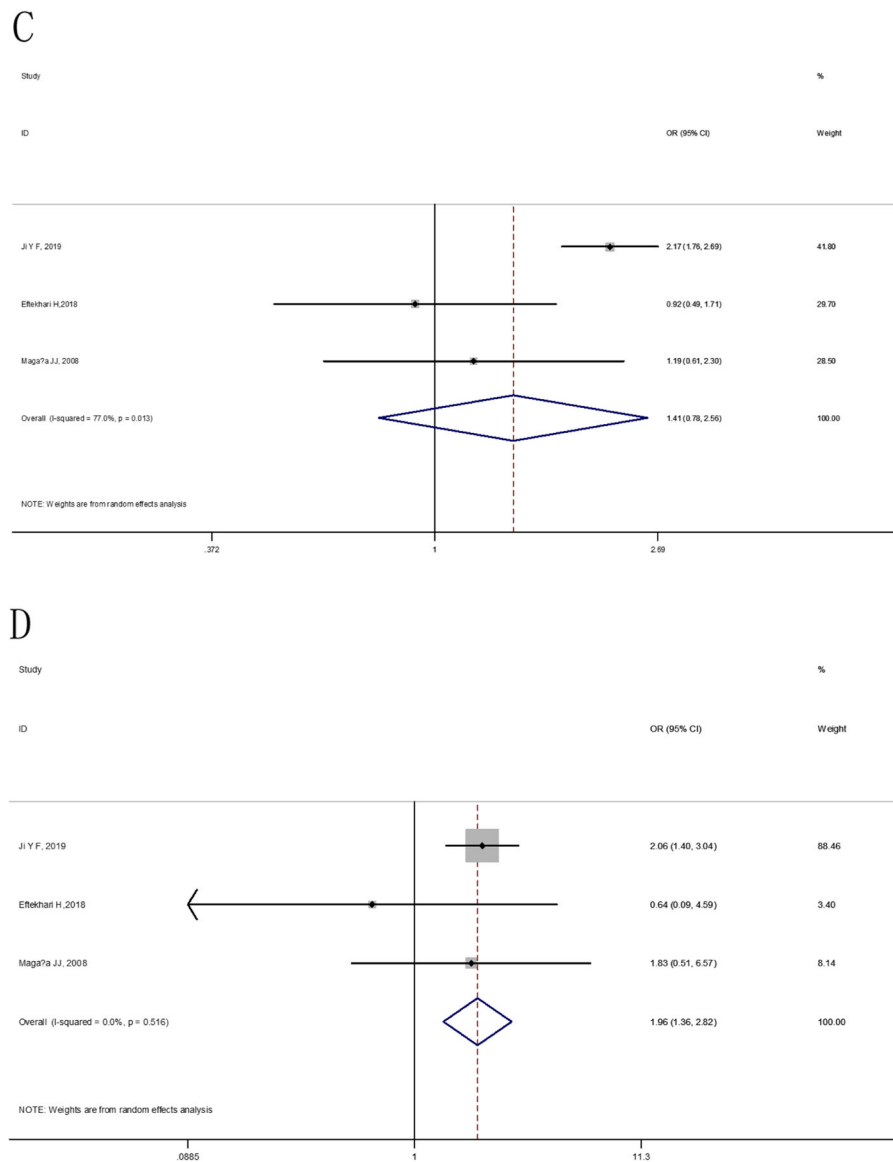 C
Study %
ID OR (95% CI) Weight
Ji Y F, 2019 2.17 (1.76, 2.69) 41.80
Eftekhari H,2018 0.92 (0.49, 1.71) 29.70
Maga?a JJ, 2008 1.19 (0.61, 2.30) 28.50
Overall (I-squared = 77.0%, p = 0.013) 1.41 (0.78, 2.56) 100.00
NOTE: Weights are from random effects analysis
.372 1 2.69
D
Study %
ID OR (95% CI) Weight
Ji Y F, 2019 2.06 (1.40, 3.04) 88.46
Eftekhari H,2018 0.64 (0.09, 4.59) 3.40
Maga?a JJ, 2008 1.83 (0.51, 6.57) 8.14
Overall (I-squared = 0.0%, p = 0.516) 1.96 (1.36, 2.82) 100.00
NOTE: Weights are from random effects analysis
.0885 1 11.3